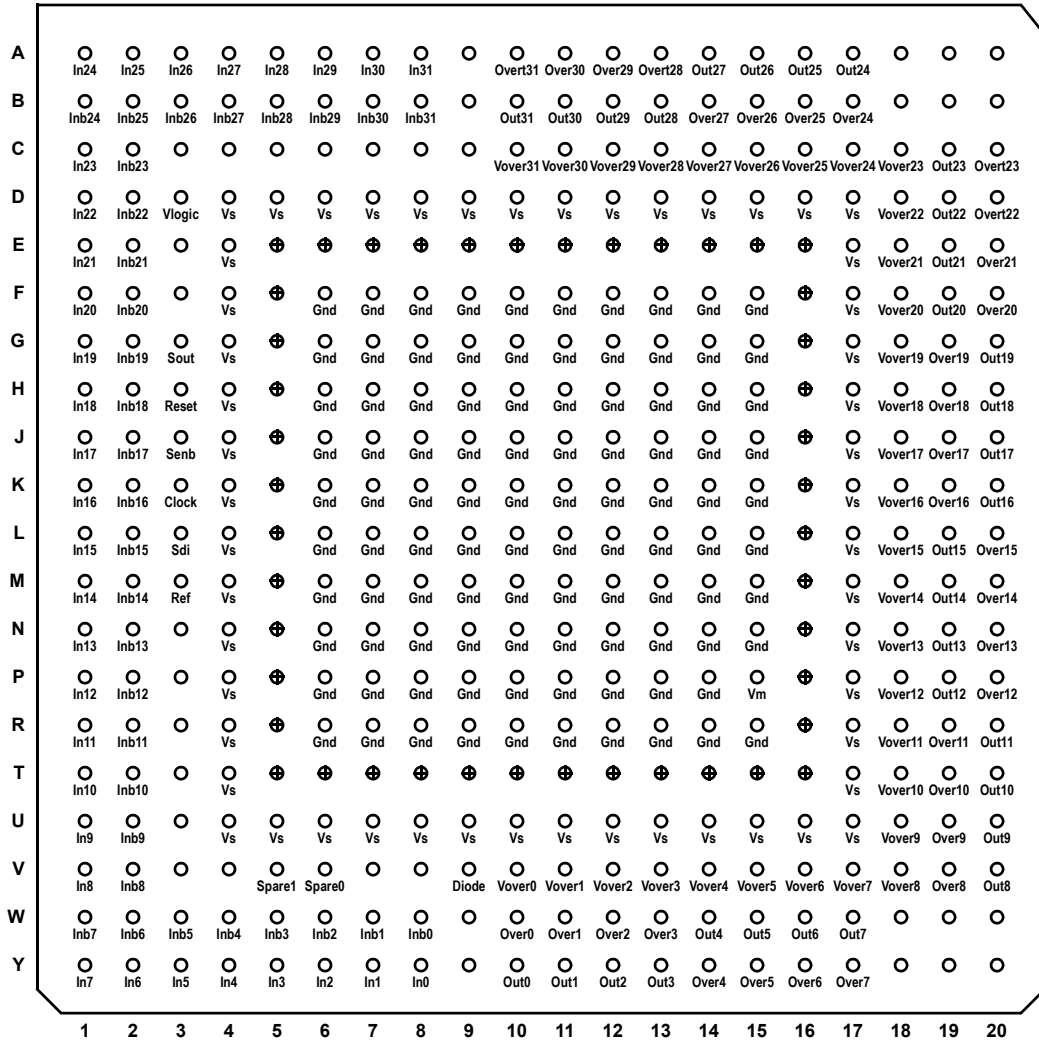 A
In24 In25 In26 In27 In28 In29 In30 In31 Overt31 Over30 Over29 Overt28 Out27 Out26 Out25 Out24
B
Inb24 Inb25 Inb26 Inb27 Inb28 Inb29 Inb30 Inb31 Out31 Out30 Out29 Out28 Over27 Over26 Over25 Over24
C
In23 Inb23 Vover31 Vover30 Vover29 Vover28 Vover27 Vover26 Vover25 Vover24 Vover23 Out23 Overt23
D
In22 Inb22 Vlogic Vs Vs Vs Vs Vs Vs Vs Vs Vs Vs Vs Vs Vs Vs Vover22 Out22 Overt22
E
In21 Inb21 Vs Vs Vover21 Out21 Over21
F
In20 Inb20 Vs Gnd Gnd Gnd Gnd Gnd Gnd Gnd Gnd Gnd Gnd Vs Vover20 Out20 Over20
G
In19 Inb19 Sout Vs Gnd Gnd Gnd Gnd Gnd Gnd Gnd Gnd Gnd Gnd Vs Vover19 Over19 Out19
H
In18 Inb18 Reset Vs Gnd Gnd Gnd Gnd Gnd Gnd Gnd Gnd Gnd Gnd Vs Vover18 Over18 Out18
J
In17 Inb17 Senb Vs Gnd Gnd Gnd Gnd Gnd Gnd Gnd Gnd Gnd Gnd Vs Vover17 Over17 Out17
K
In16 Inb16 Clock Vs Gnd Gnd Gnd Gnd Gnd Gnd Gnd Gnd Gnd Gnd Vs Vover16 Over16 Out16
L
In15 Inb15 Sdi Vs Gnd Gnd Gnd Gnd Gnd Gnd Gnd Gnd Gnd Gnd Vs Vover15 Out15 Over15
M
In14 Inb14 Ref Vs Gnd Gnd Gnd Gnd Gnd Gnd Gnd Gnd Gnd Gnd Vs Vover14 Out14 Over14
N
In13 Inb13 Vs Gnd Gnd Gnd Gnd Gnd Gnd Gnd Gnd Gnd Gnd Vs Vover13 Out13 Over13
P
In12 Inb12 Vs Gnd Gnd Gnd Gnd Gnd Gnd Gnd Gnd Gnd Vm Vs Vover12 Out12 Over12
R
In11 Inb11 Vs Gnd Gnd Gnd Gnd Gnd Gnd Gnd Gnd Gnd Gnd Vs Vover11 Over11 Out11
T
In10 Inb10 Vs Vs Vover10 Over10 Out10
U
In9 Inb9 Vs Vs Vs Vs Vs Vs Vs Vs Vs Vs Vs Vs Vs Vs Vover9 Over9 Out9
V
In8 Inb8 Spare1 Spare0 Diode Vover0 Vover1 Vover2 Vover3 Vover4 Vover5 Vover6 Vover7 Vover8 Over8 Out8
W
Inb7 Inb6 Inb5 Inb4 Inb3 Inb2 Inb1 Inb0 Over0 Over1 Over2 Over3 Out4 Out5 Out6 Out7
Y
In7 In6 In5 In4 In3 In2 In1 In0 Out0 Out1 Out2 Out3 Over4 Over5 Over6 Over7
1 2 3 4 5 6 7 8 9 10 11 12 13 14 15 16 17 18 19 20